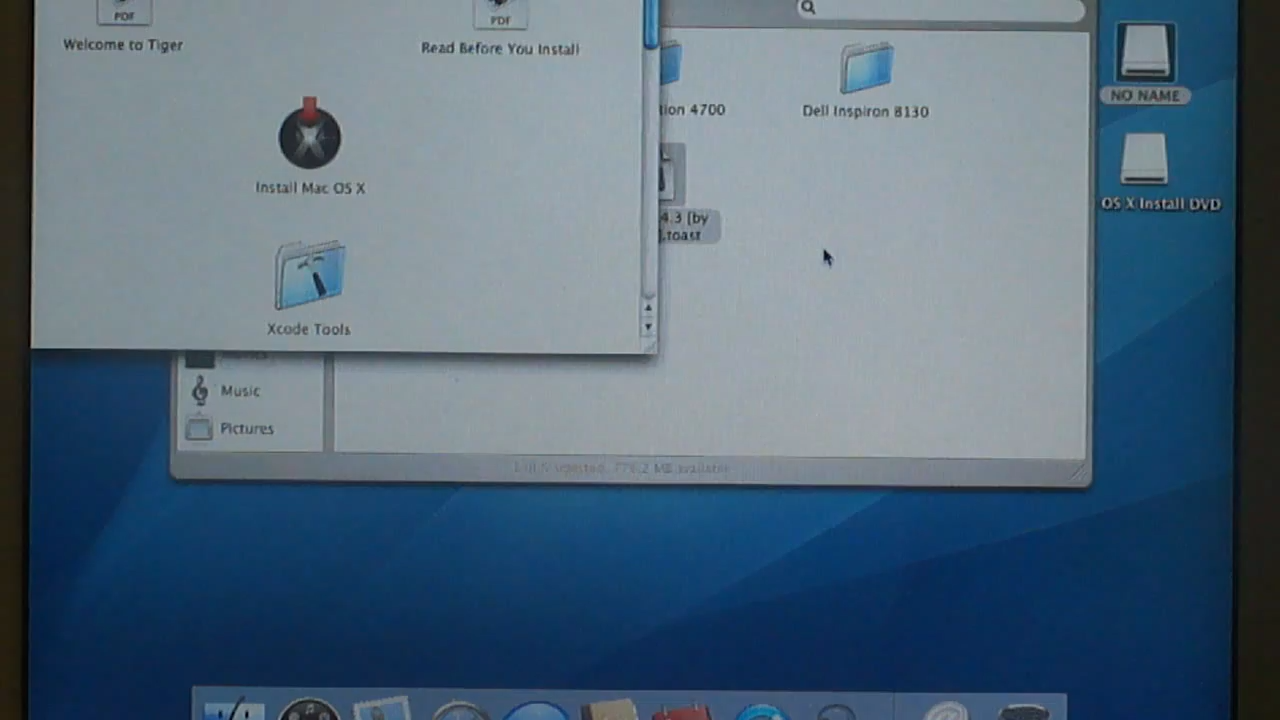 PDF
PDF
Welcome to Tiger
Read Before You Install
Install Mac OS X
Xcode Tools
tion 4700
Dell Inspiron 8130
4.3 [by
].toast
NO NAME
OS X Install DVD
Music
Pictures